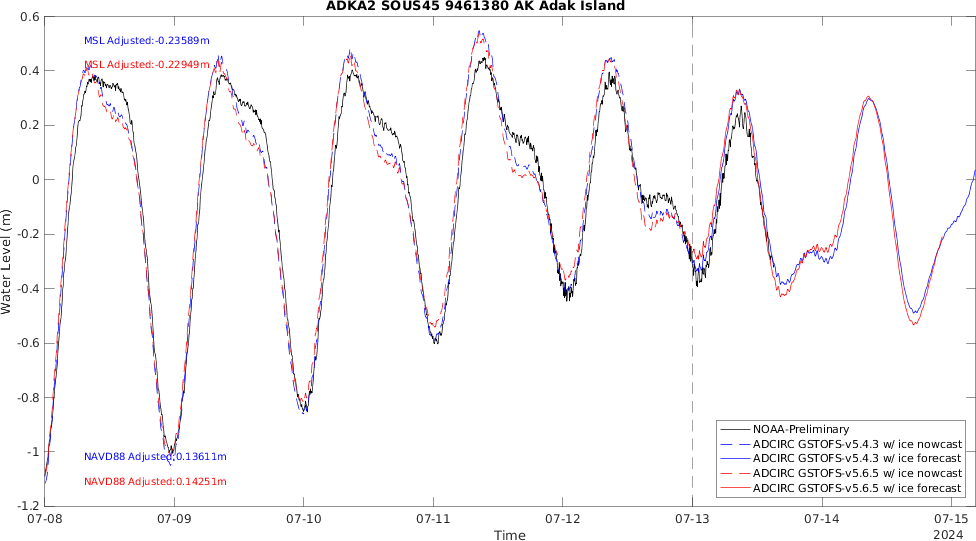 ADKA2 SOUS45 9461380 AK Adak Island
0.6
MSL Adjusted:-0.23589m
MSL Adjusted:-0.22949m
0.4
0.2
0
-0.2
-0.4
-0.6
-0.8
-1
-1.2
Water Level (m)
NAVD88 Adjusted:0.13611m
NAVD88 Adjusted:0.14251m
NOAA-Preliminary
ADCIRC GSTOFS-v5.4.3 w/ ice nowcast
ADCIRC GSTOFS-v5.4.3 w/ ice forecast
ADCIRC GSTOFS-v5.6.5 w/ ice nowcast
ADCIRC GSTOFS-v5.6.5 w/ ice forecast
07-08 07-09 07-10 07-11 07-12 07-13 07-14 07-15
Time
2024